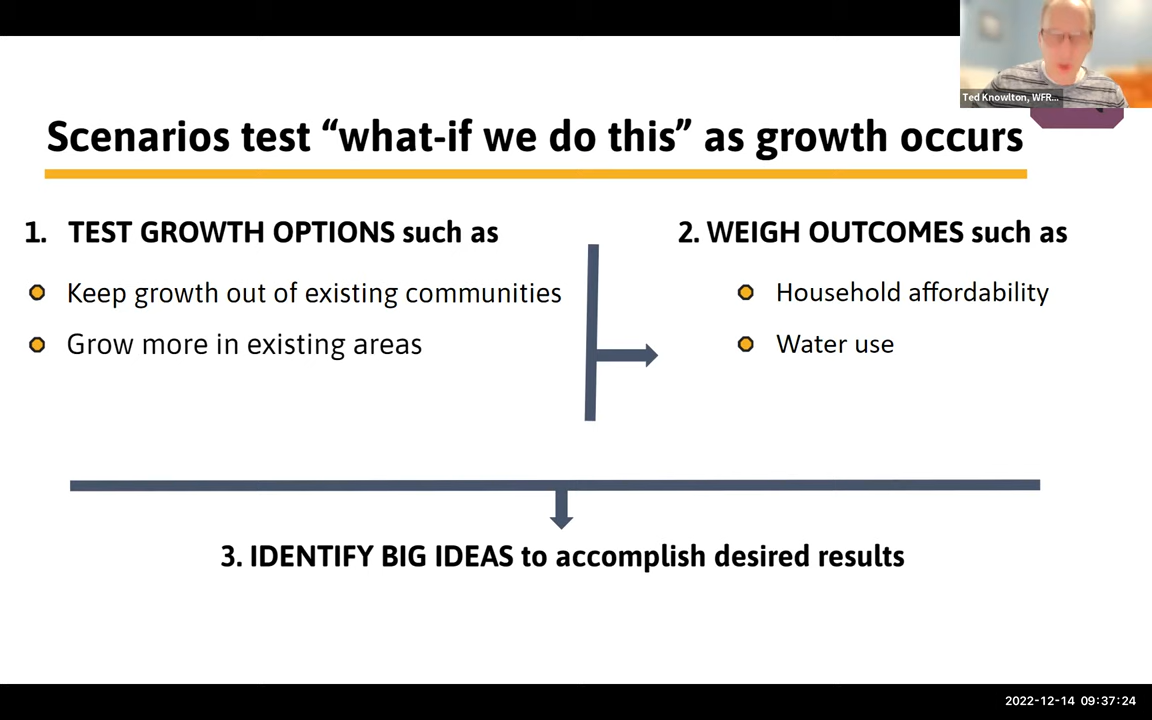 Ted Knowlton, WFR...
Scenarios test “what-if we do this” as growth occurs
1. TEST GROWTH OPTIONS such as
Keep growth out of existing communities
Grow more in existing areas
2. WEIGH OUTCOMES such as
Household affordability
Water use
3. IDENTIFY BIG IDEAS to accomplish desired results
2022-12-14 09:37:24